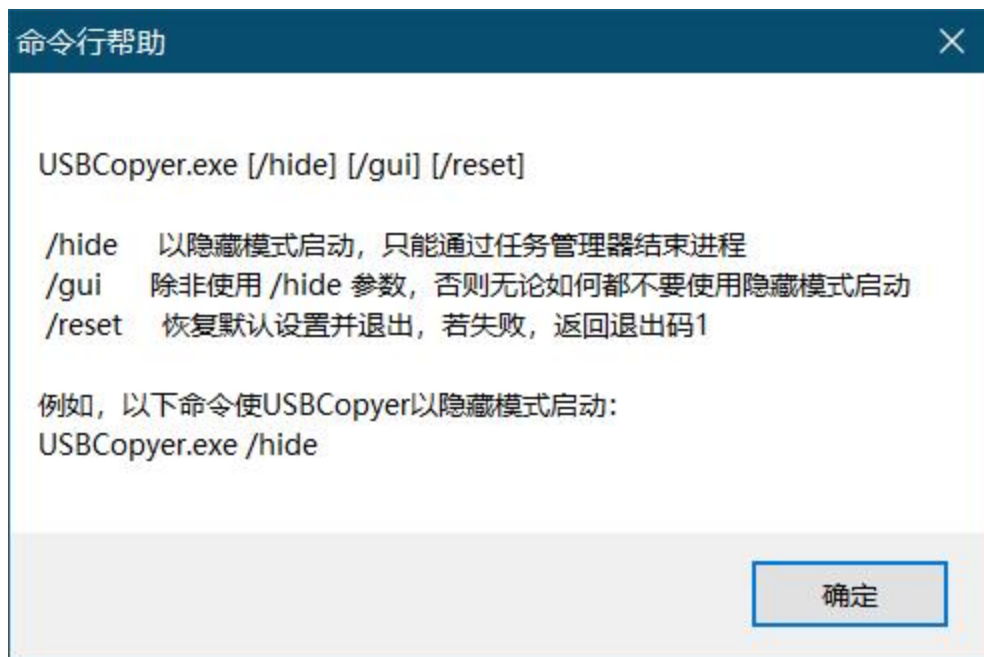 命令行帮助
USBCopyer.exe [/hide] [/gui] [/reset]
/hide 以隐藏模式启动，只能通过任务管理器结束进程
/gui 除非使用 /hide 参数，否则无论如何都不要使用隐藏模式启动
/reset 恢复默认设置并退出，若失败，返回退出码1
例如，以下命令使USBCopyer以隐藏模式启动：
USBCopyer.exe /hide
确定